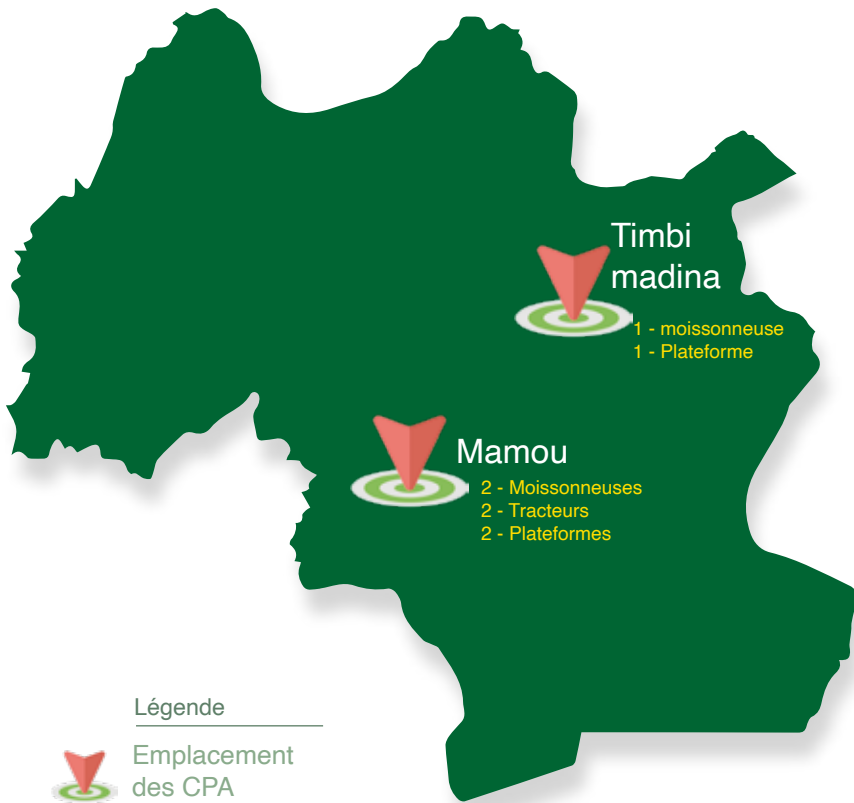 Timbi
madina
1 - moissonneuse
1 - Plateforme
Mamou
2 - Moissonneuses
2 - Tracteurs
2 - Plateformes
Légende
Emplacement
des CPA